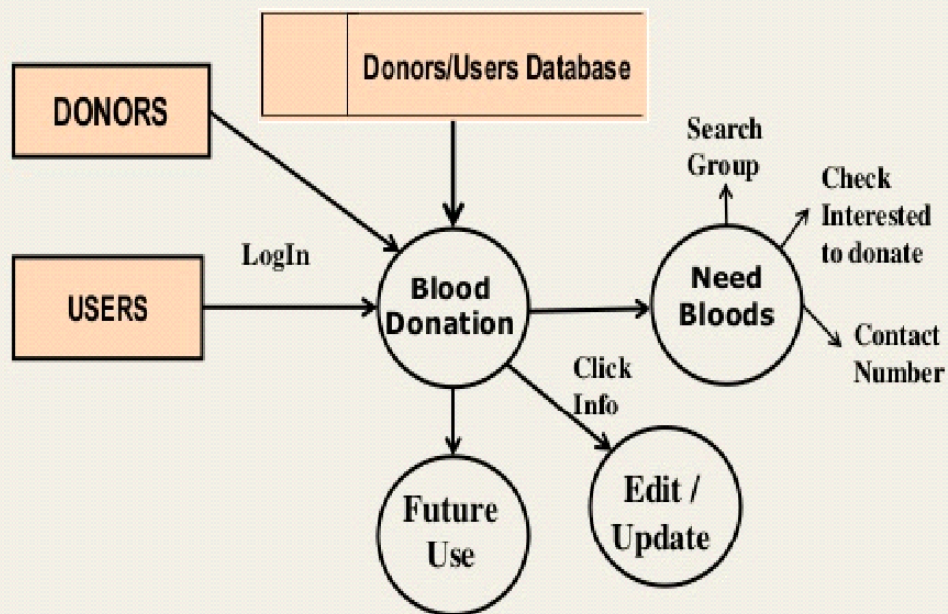 Donors/Users Database
DONORS
Search
Group
Check
Interested
to donate
LogIn
USERS
Blood
Donation
Need
Bloods
Contact
Number
Click
Info
Future
Use
Edit /
Update